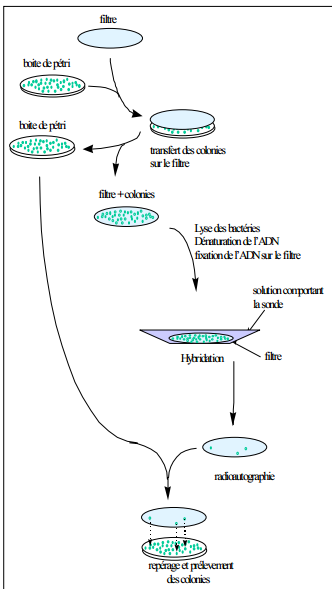 filtre
boite de pétri
boite de pétri
transfert des colonies
sur le filtre
filtre + colonies
Lyse des bactéries
Dénaturation de l'ADN
fixation de l'ADN sur le filtre
solution comportant
la sonde
Hybridation
filtre
radioautographie
repérage et prélevement
des colonies